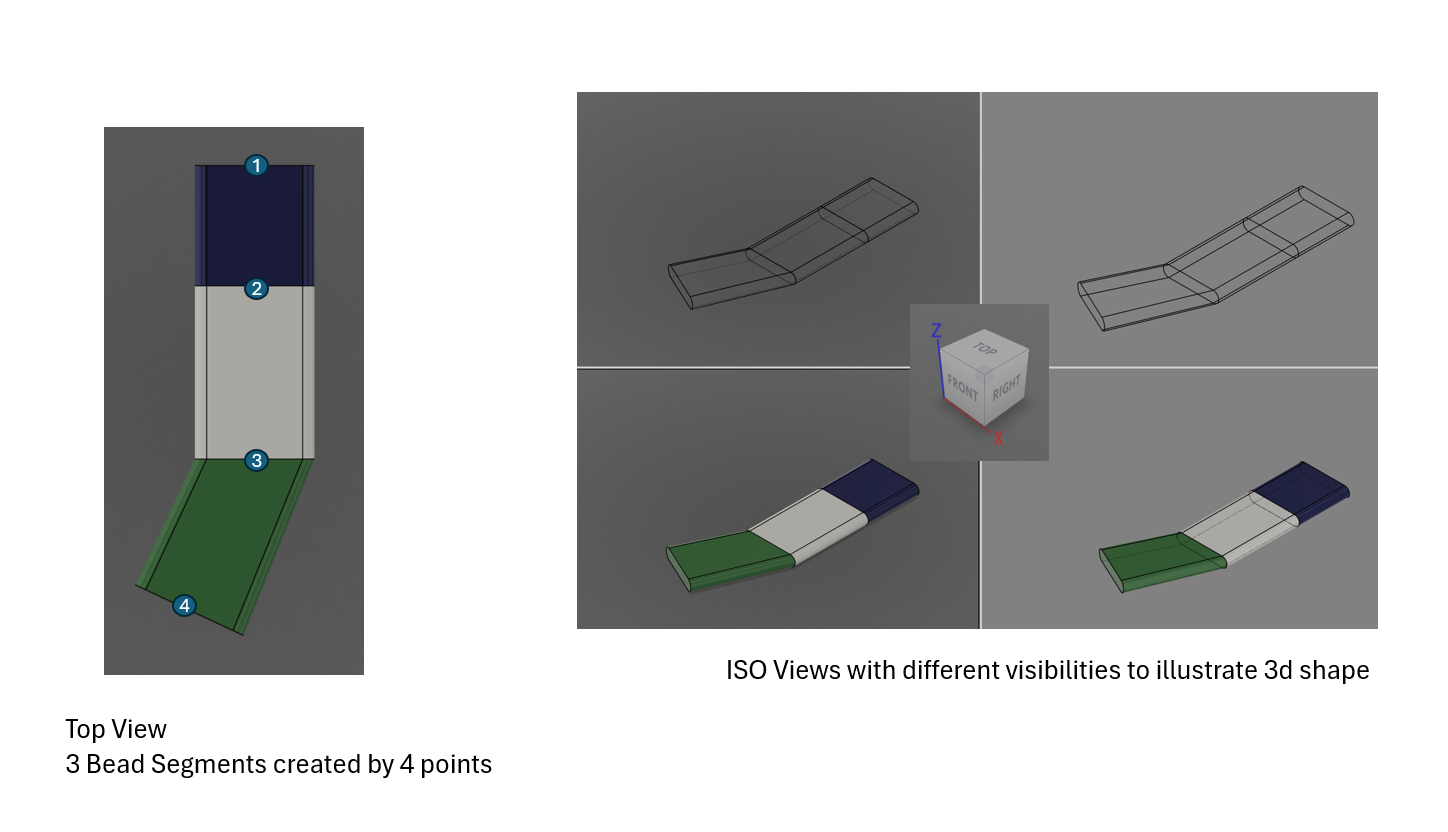 1
2
3
4
Z
TOP
FRONT
RIGHT
X
ISO Views with different visibilities to illustrate 3d shape
Top View
3 Bead Segments created by 4 points